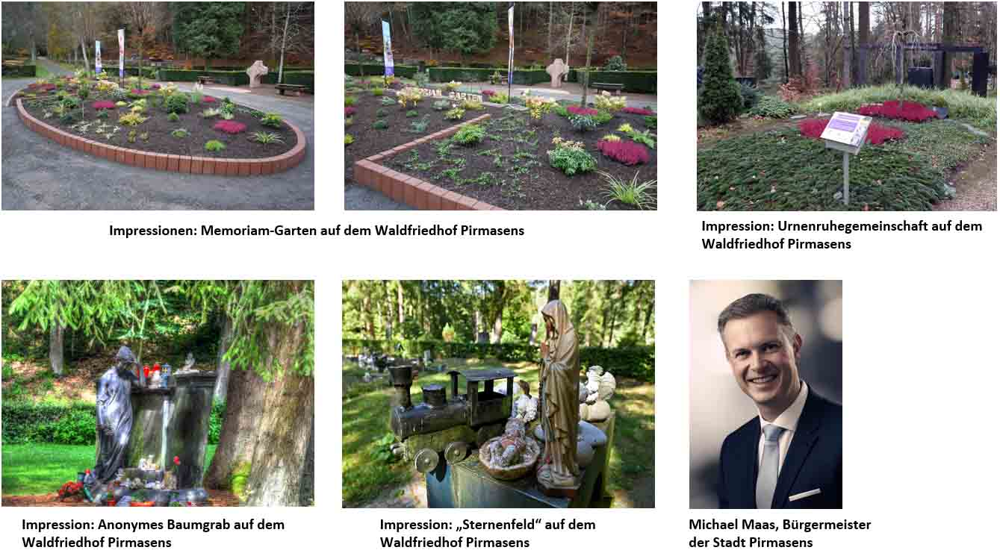 Impressionen: Memoriam-Garten auf dem Waldfriedhof Pirmasens
Impression: Urnenruhegemeinschaft auf dem
Waldfriedhof Pirmasens
Impression: Anonymes Baumgrab auf dem
Waldfriedhof Pirmasens
Impression: „Sternenfeld“ auf dem
Waldfriedhof Pirmasens
Michael Maas, Bürgermeister
der Stadt Pirmasens